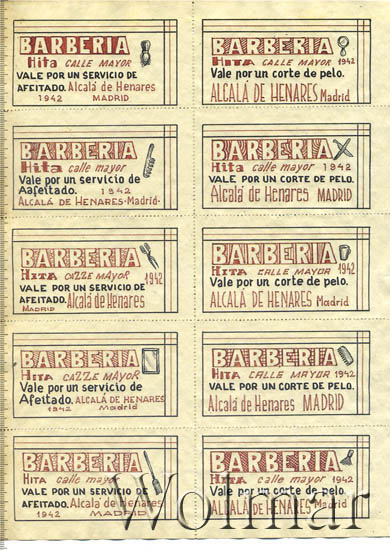 BARBERIA
Hita CALLE MAYOR
VALE POR UN SERVICIO DE
AFEITADO. Alcalá de Henares
1942 MADRID
BARBERIA
Hita CALLE MAYOR 1942
Vale por un corte de pelo.
ALCALÁ DE HENARES Madrid
BARBERIA
Hita calle mayor
Vale por un servicio de
Aafeitado. 1942
ALCALÁ DE HENARES-Madrid-
BARBERIA
Hita calle mayor 1942
VALE POR UN CORTE DE PELO.
Alcalá de Henares MADRID
BARBERIA
HITA CAZZE MAYOR 1942
VALE POR UN SERVICIO DE
AFEITADO. Alcalá de Henares
MADRID
BARBERIA
HITA CALLE MAYOR 1942
Vale por un corte de pelo.
ALCALÁ DE HENARES Madrid
BARBERIA
HITA CAZZE MAYOR
Vale por un servicio de
Afeitado. ALCALÁ DE HENARES
1942 Madrid
BARBERIA
HITA CALLE MAYOR 1942
VALE POR UN CORTE DE PELO.
Alcalá de Henares MADRID
BARBERIA
Hita calle mayor
VALE POR UN SERVICIO DE
AFEITADO. Alcalá de Henares
1942 MADRID
BARBERIA
HITA CALLE MAYOR 1942
Vale por un corte de pelo.
ALCALÁ DE HENARES Madrid
Wolmar